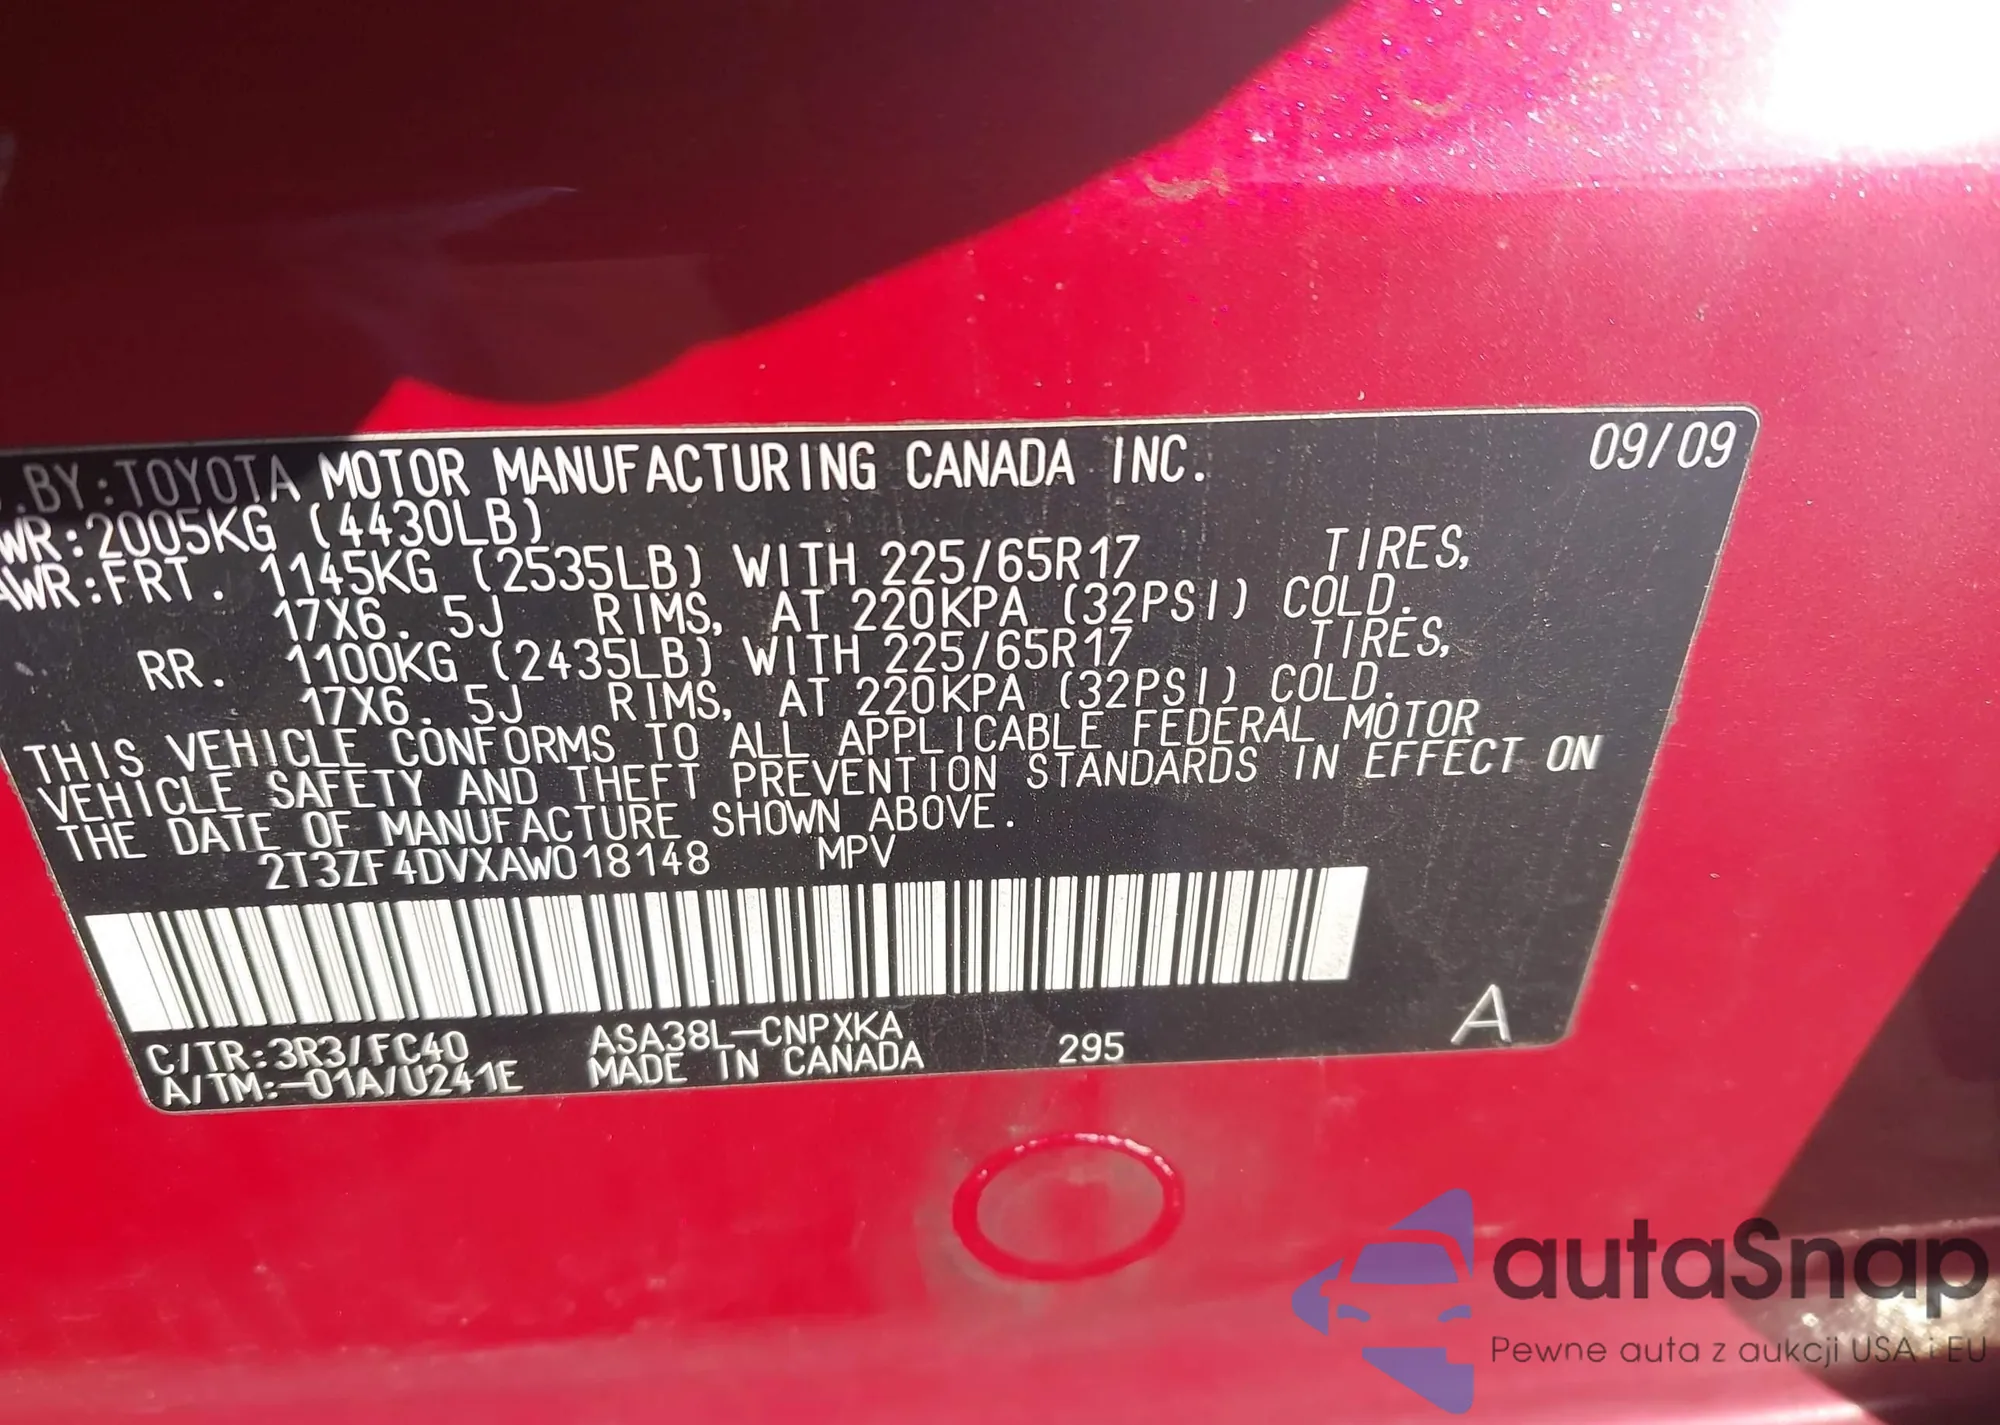 .BY:TOYOTA MOTOR MANUFACTURING CANADA INC. 09/09
WR:2005KG (4430LB)
AWR:FRT. 1145KG (2535LB) WITH 225/65R17 TIRES,
17X6.5J RIMS, AT 220KPA (32PSI) COLD.
RR. 1100KG (2435LB) WITH 225/65R17 TIRES,
17X6.5J RIMS, AT 220KPA (32PSI) COLD.
THIS VEHICLE CONFORMS TO ALL APPLICABLE FEDERAL MOTOR
VEHICLE SAFETY AND THEFT PREVENTION STANDARDS IN EFFECT ON
THE DATE OF MANUFACTURE SHOWN ABOVE.
2T3ZF4DVXAW018148 MPV
C/TR:3R3/FC40 ASA38L-CNPXKA
A/TM:-01A/U241E MADE IN CANADA 295 A
autaSnap
Pewne auta z aukcji USA i EU